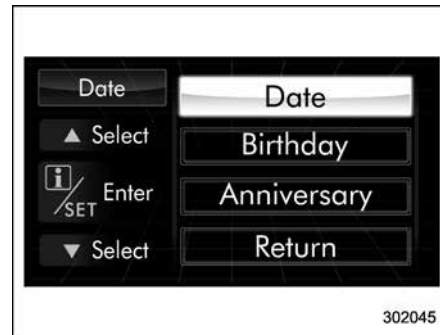 Date
Date
▲ Select
Birthday
i/SET Enter
Anniversary
▼ Select
Return
302045